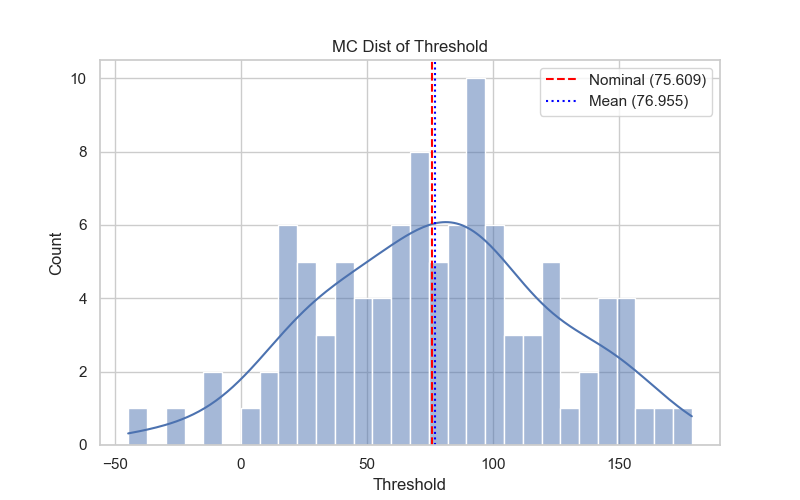 MC Dist of Threshold
Nominal (75.609)
Mean (76.955)
10
8
6
4
2
0
Count
−50
0
50
100
150
Threshold